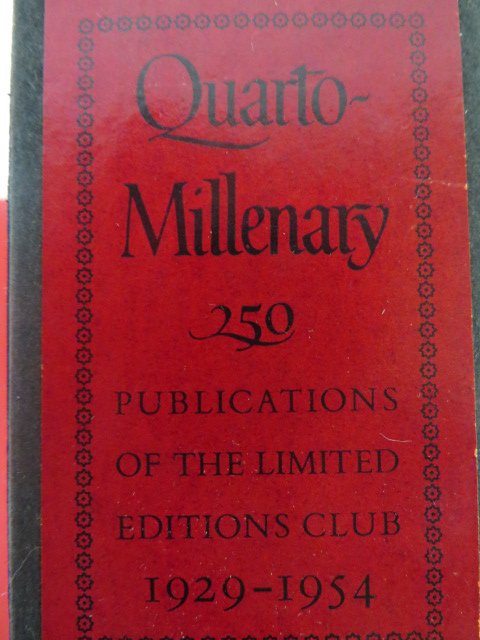 Quarto-
Millenary
250
PUBLICATIONS
OF THE LIMITED
EDITIONS CLUB
1929-1954